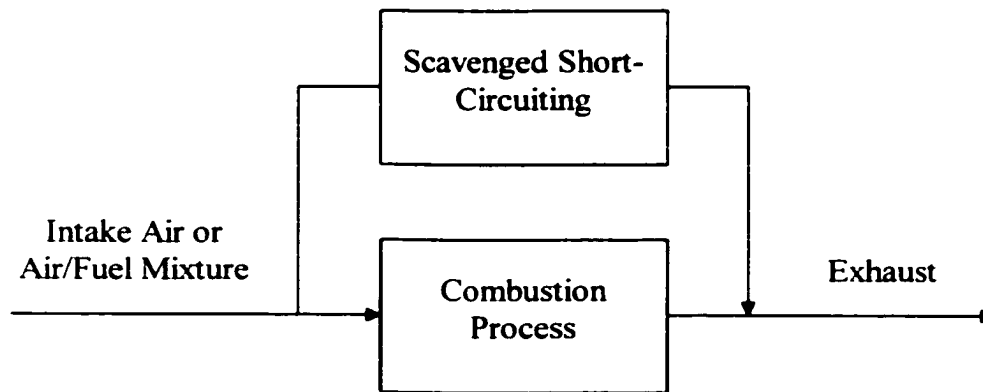 Scavenged Short-
Circuiting
Intake Air or
Air/Fuel Mixture
Combustion
Process
Exhaust